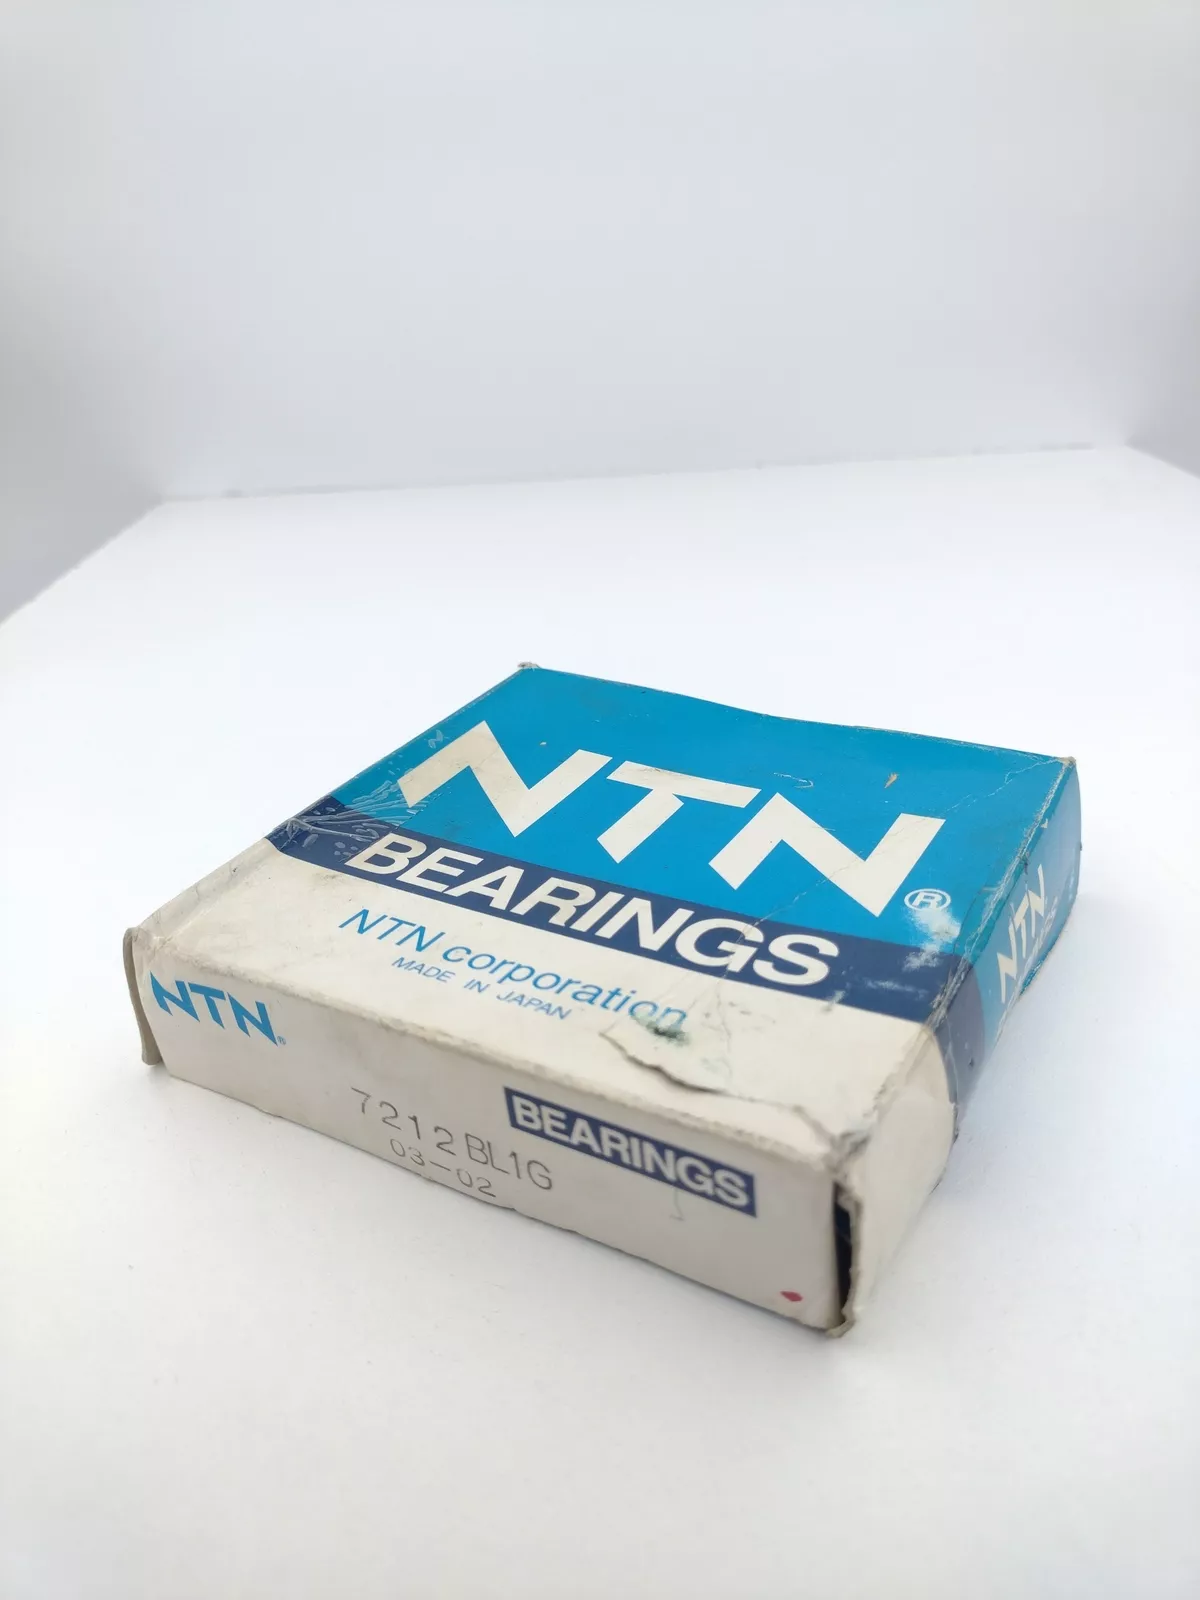 NTN®
BEARINGS
NTN corporation
MADE IN JAPAN
NTN®
BEARINGS
7212BL1G
03-02
NTN